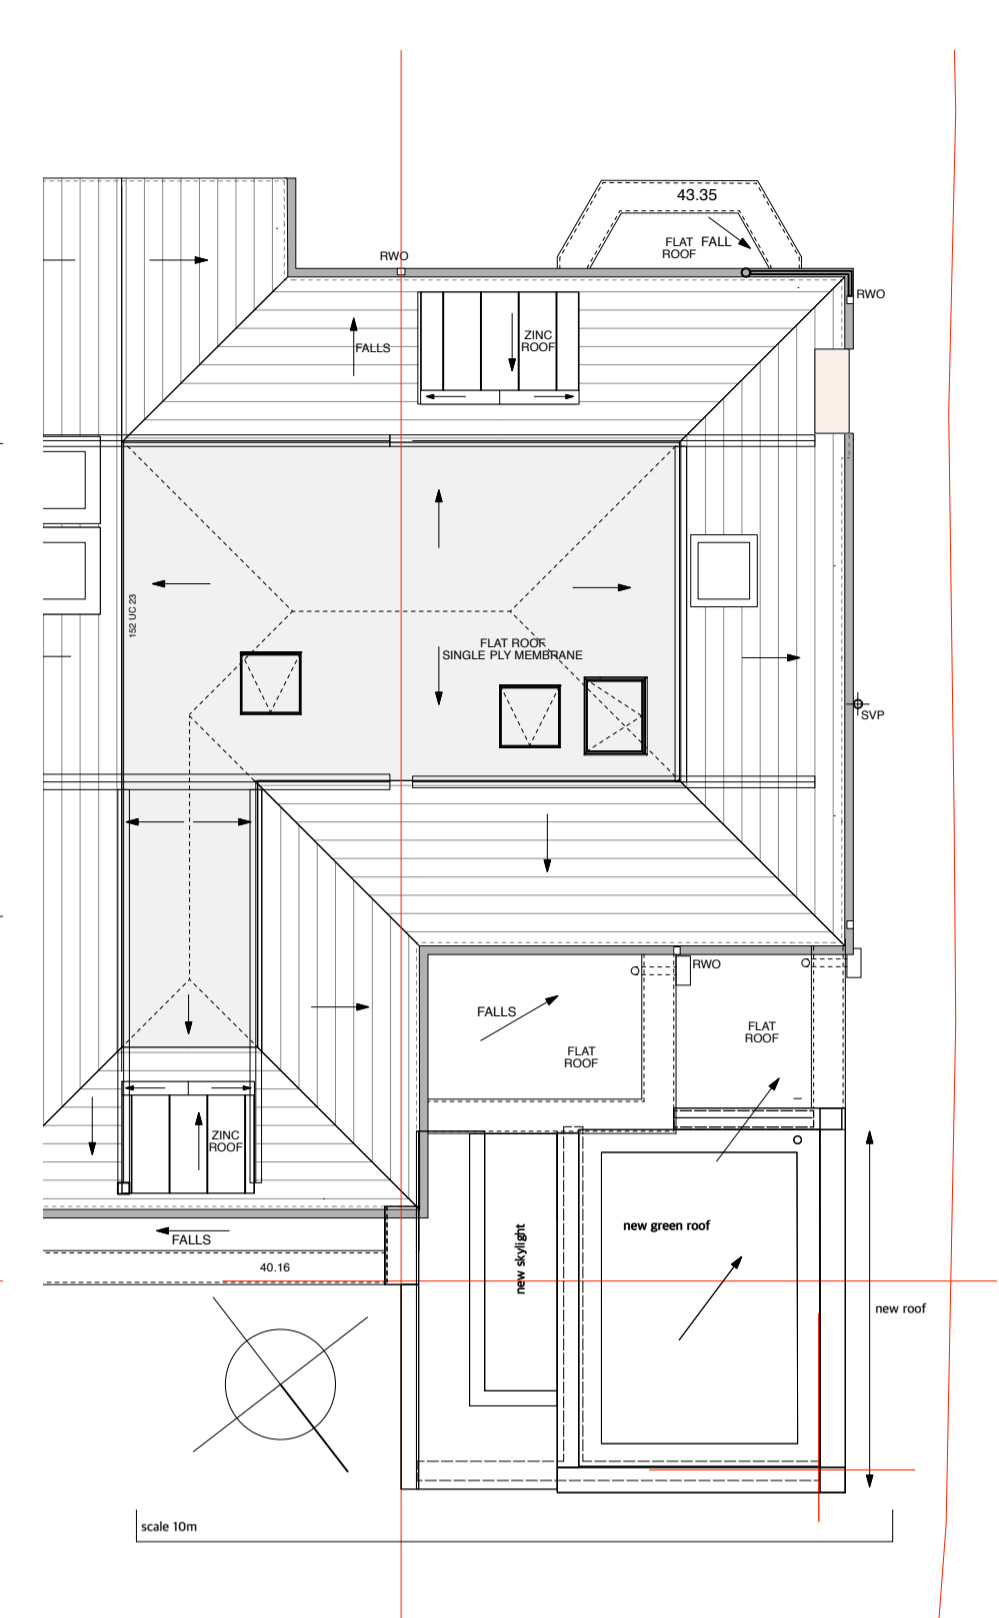 43.35
FLAT FALL
ROOF
RWO
RWO
FALLS
ZINC
ROOF
152 UC 23
FLAT ROOF
SINGLE PLY MEMBRANE
SVP
RWO
FALLS
FLAT
ROOF
FLAT
ROOF
ZINC
ROOF
new green roof
new skylight
FALLS
40.16
new roof
scale 10m